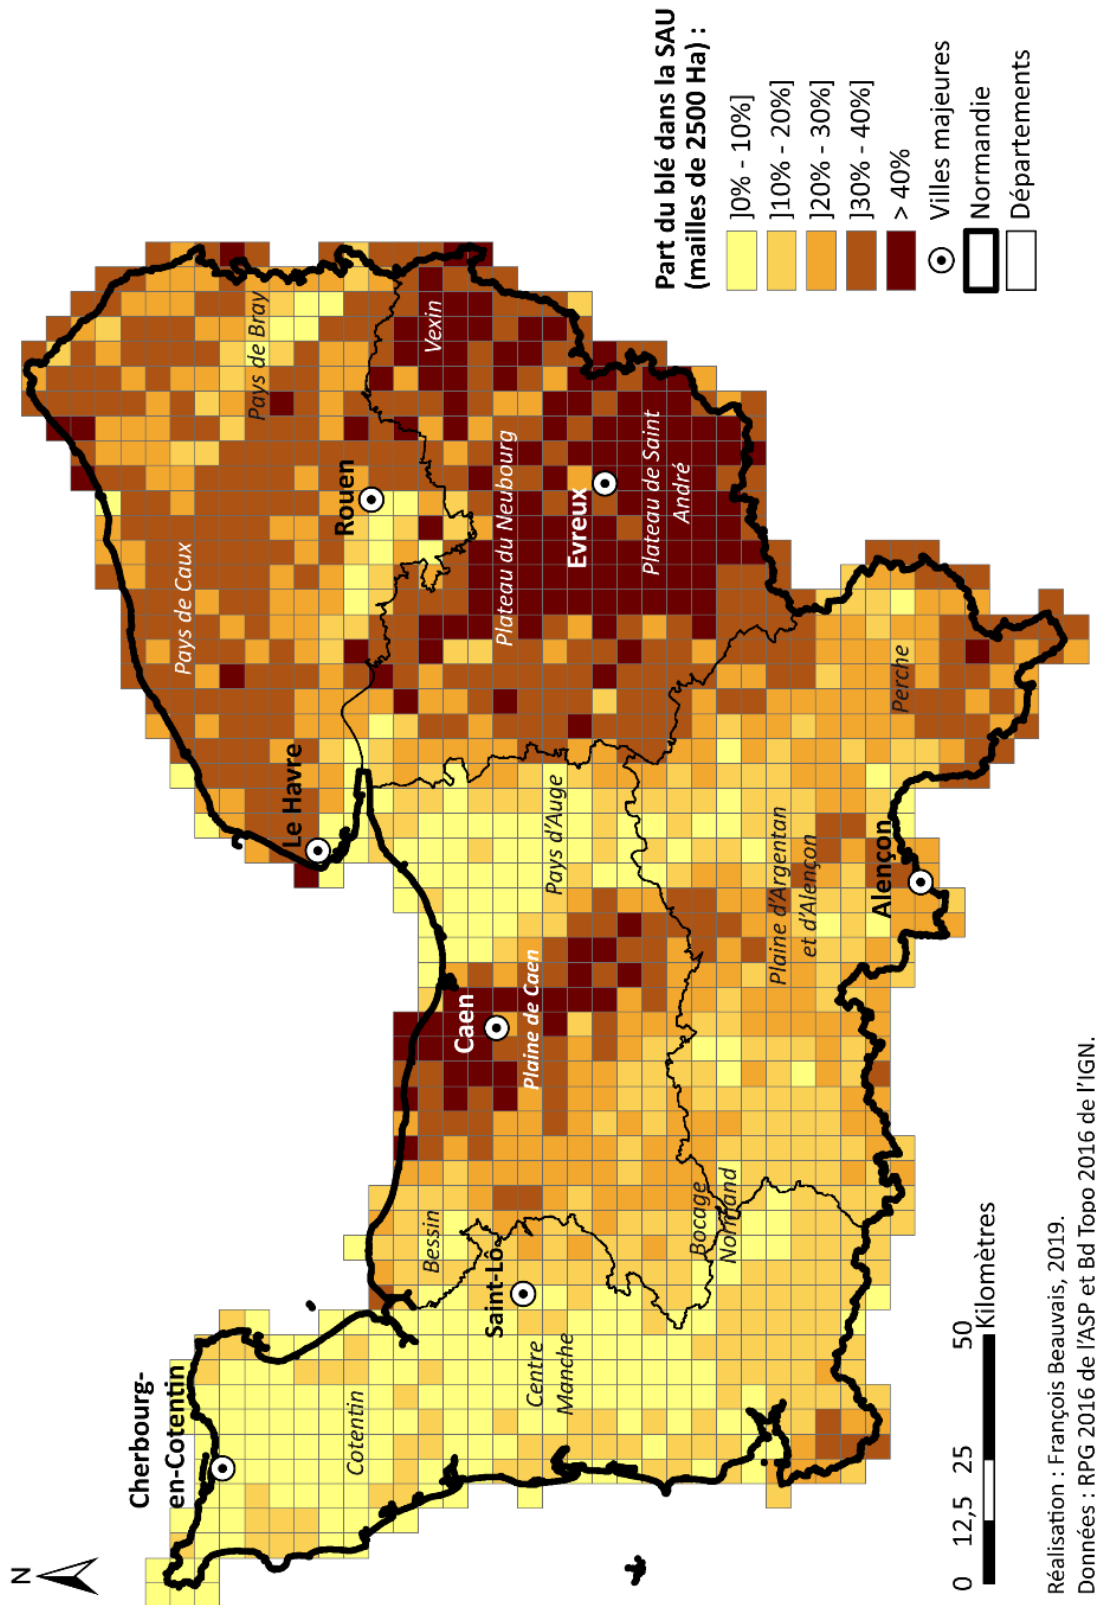 N
Cherbourg-
en-Cotentin
Cotentin
Centre
Manche
Saint-Lô
Bessin
Bocage
Normand
Caen
Plaine de Caen
Pays d'Auge
Plaine d'Argentan
et d'Alençon
Alençon
Perche
Le Havre
Pays de Caux
Rouen
Pays de Bray
Vexin
Plateau du Neubourg
Evreux
Plateau de Saint
André
Part du blé dans la SAU
(mailles de 2500 Ha) :
]0% - 10%]
]10% - 20%]
]20% - 30%]
]30% - 40%]
> 40%
Villes majeures
Normandie
Départements
0 12,5 25 50
Kilomètres
Réalisation : François Beauvais, 2019.
Données : RPG 2016 de l'ASP et Bd Topo 2016 de l'IGN.